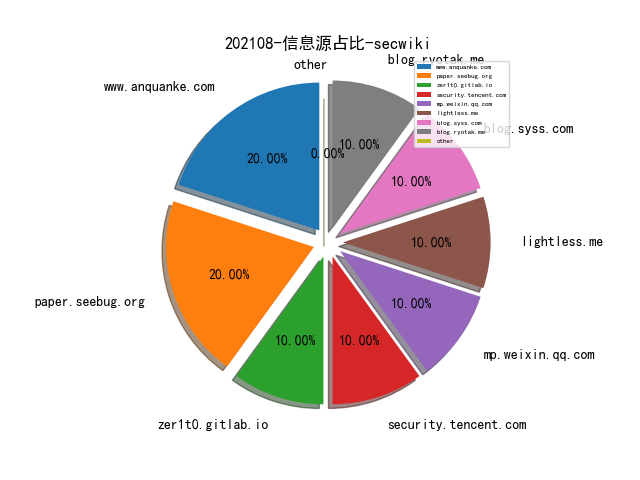 202108-信息源占比-secwiki
other
blog.ryotak.me
www.anquanke.com
blog.syss.com
lightless.me
mp.weixin.qq.com
security.tencent.com
zer1t0.gitlab.io
paper.seebug.org
20.00%
0.00%
10.00%
10.00%
10.00%
10.00%
10.00%
10.00%
20.00%
www.anquanke.com
paper.seebug.org
zer1t0.gitlab.io
security.tencent.com
mp.weixin.qq.com
lightless.me
blog.syss.com
blog.ryotak.me
other